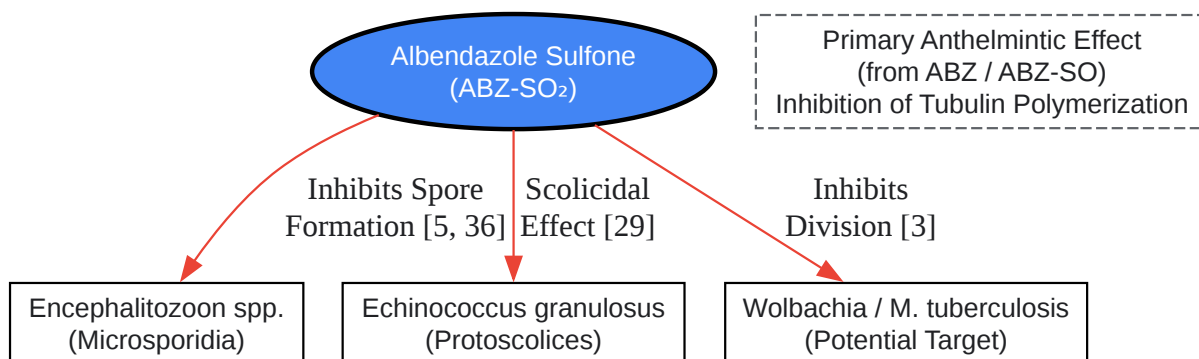 Albendazole Sulfone
(ABZ-SO₂)
Primary Anthelmintic Effect
(from ABZ / ABZ-SO)
Inhibition of Tubulin Polymerization
Inhibits Spore
Formation [5, 36]
Scolicidal
Effect [29]
Inhibits
Division [3]
Encephalitozoon spp.
(Microsporidia)
Echinococcus granulosus
(Protoscolices)
Wolbachia / M. tuberculosis
(Potential Target)